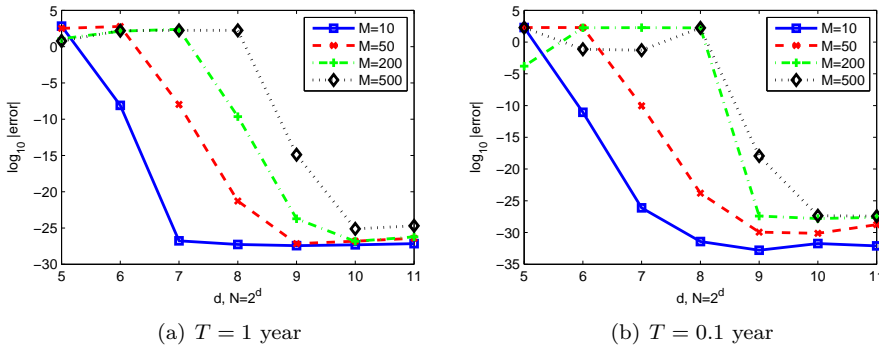 5
0
−5
−10
−15
−20
−25
−30
5 6 7 8 9 10 11
log10 |error|
d, N=2^d
M=10
M=50
M=200
M=500
(a) T = 1 year
5
0
−5
−10
−15
−20
−25
−30
−35
5 6 7 8 9 10 11
log10 |error|
d, N=2^d
M=10
M=50
M=200
M=500
(b) T = 0.1 year